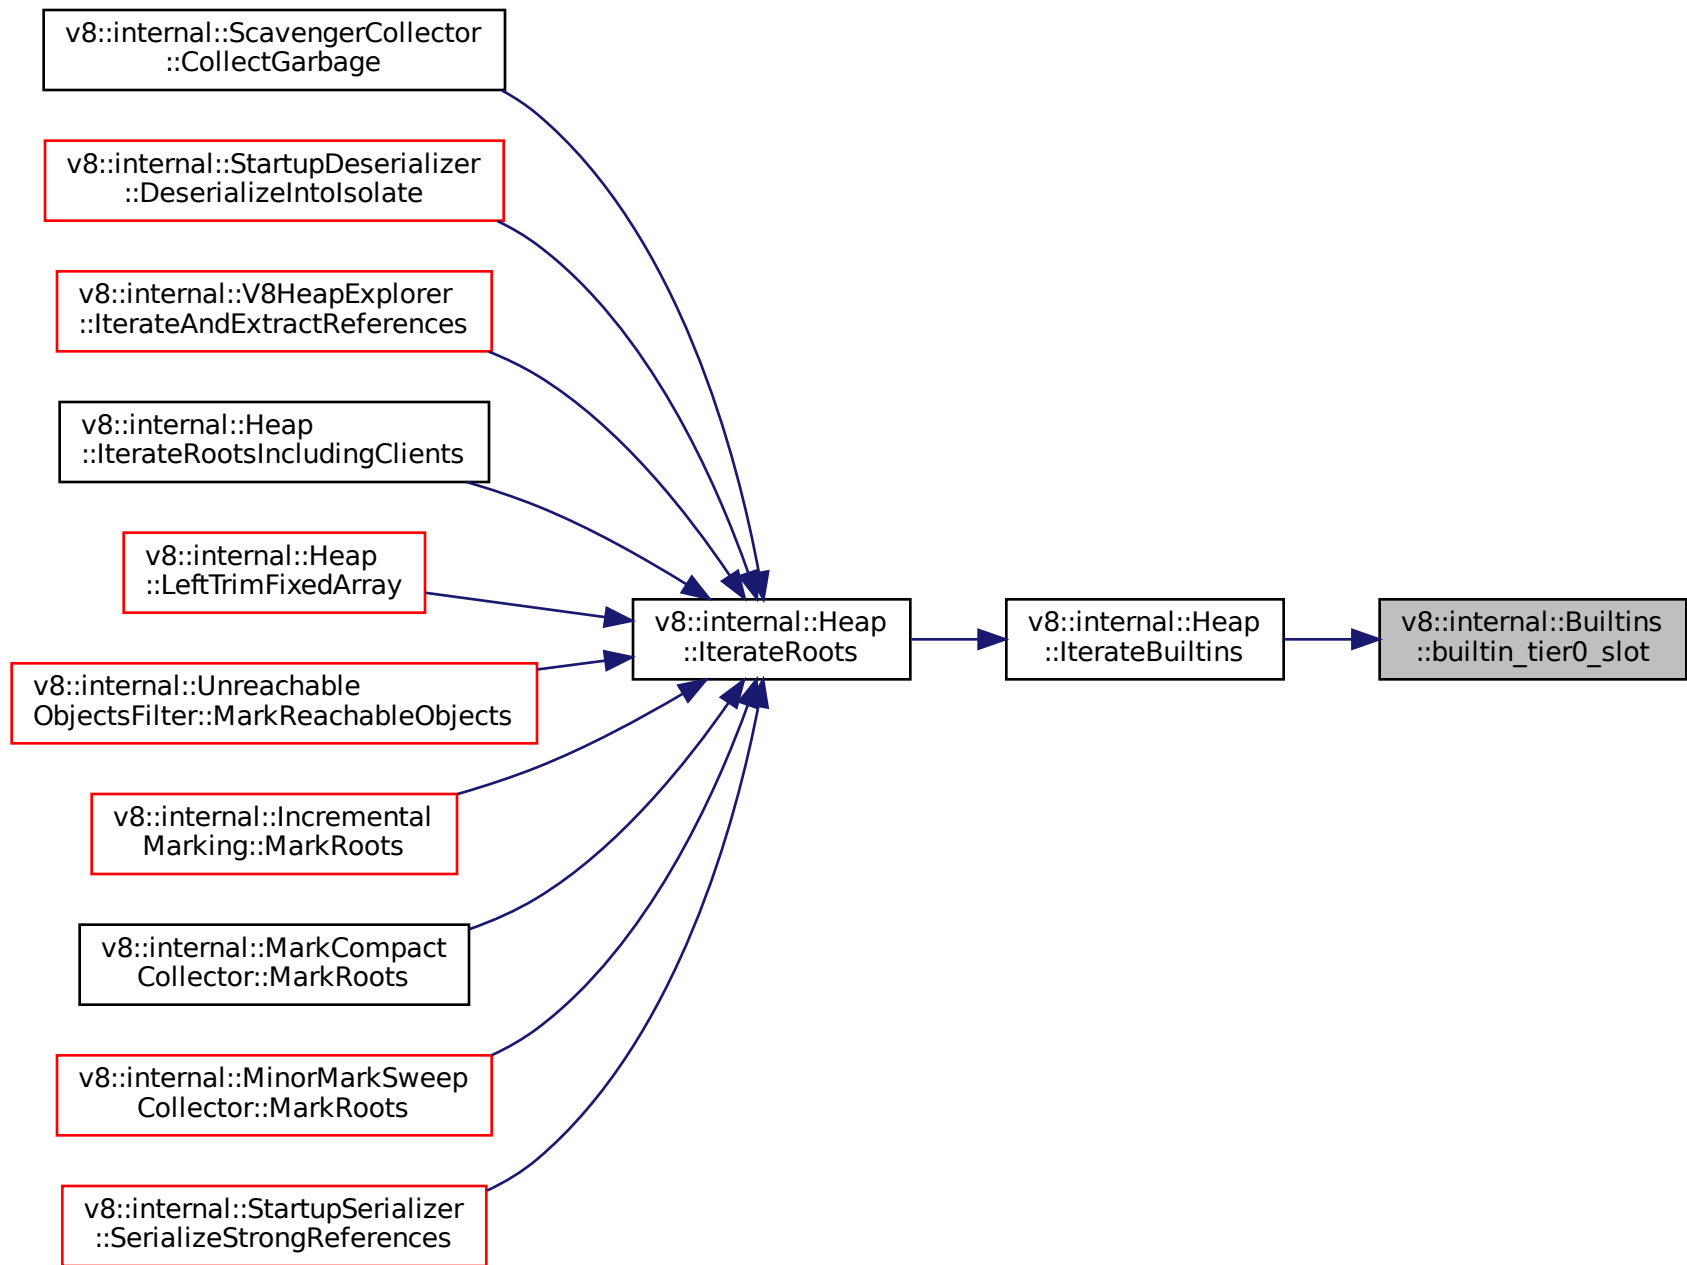 v8::internal::ScavengerCollector
::CollectGarbage
v8::internal::StartupDeserializer
::DeserializeIntoIsolate
v8::internal::V8HeapExplorer
::IterateAndExtractReferences
v8::internal::Heap
::IterateRootsIncludingClients
v8::internal::Heap
::LeftTrimFixedArray
v8::internal::Unreachable
ObjectsFilter::MarkReachableObjects
v8::internal::Incremental
Marking::MarkRoots
v8::internal::MarkCompact
Collector::MarkRoots
v8::internal::MinorMarkSweep
Collector::MarkRoots
v8::internal::StartupSerializer
::SerializeStrongReferences
v8::internal::Heap
::IterateRoots
v8::internal::Heap
::IterateBuiltins
v8::internal::Builtins
::builtin_tier0_slot